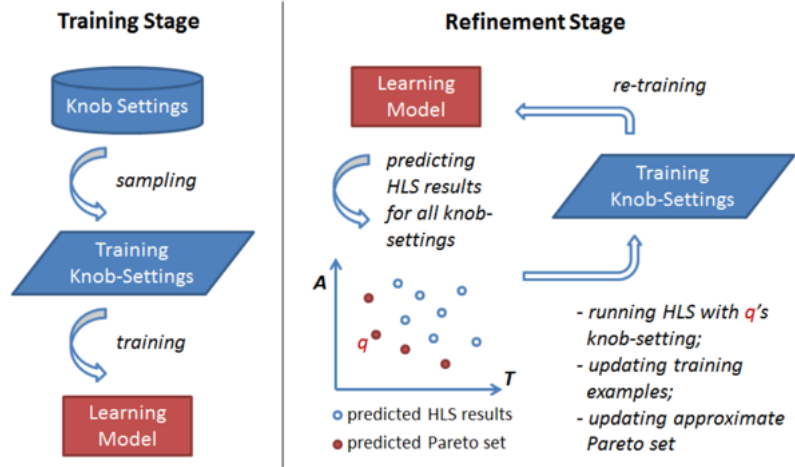 Training Stage
Knob Settings
sampling
Training
Knob-Settings
training
Learning
Model
Refinement Stage
Learning
Model
re-training
predicting
HLS results
for all knob-
settings
Training
Knob-Settings
A
q
T
predicted HLS results
predicted Pareto set
- running HLS with q's
knob-setting;
- updating training
examples;
- updating approximate
Pareto set